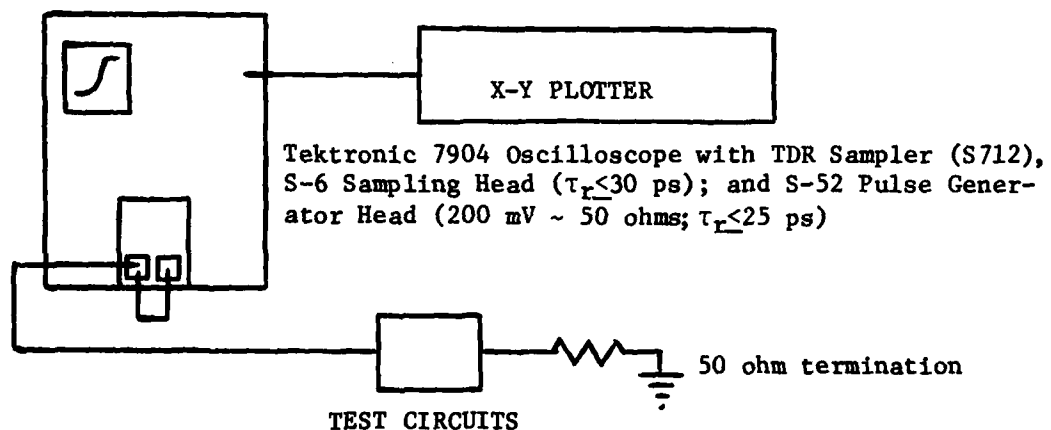 X-Y PLOTTER
Tektronic 7904 Oscilloscope with TDR Sampler (S712),
S-6 Sampling Head (τr≤30 ps); and S-52 Pulse Gener-
ator Head (200 mV ~ 50 ohms; τr≤25 ps)
50 ohm termination
TEST CIRCUITS